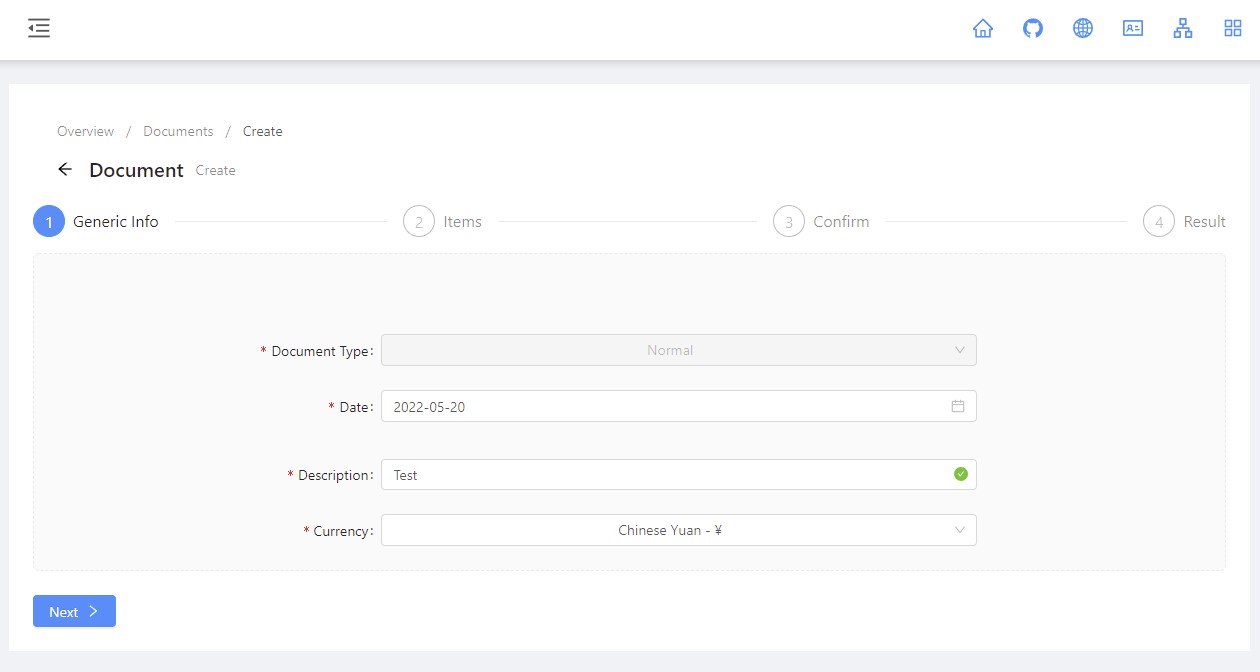 Overview / Documents / Create
Document Create
1 Generic Info 2 Items 3 Confirm 4 Result
* Document Type: Normal
* Date: 2022-05-20
* Description: Test
* Currency: Chinese Yuan - ¥
Next